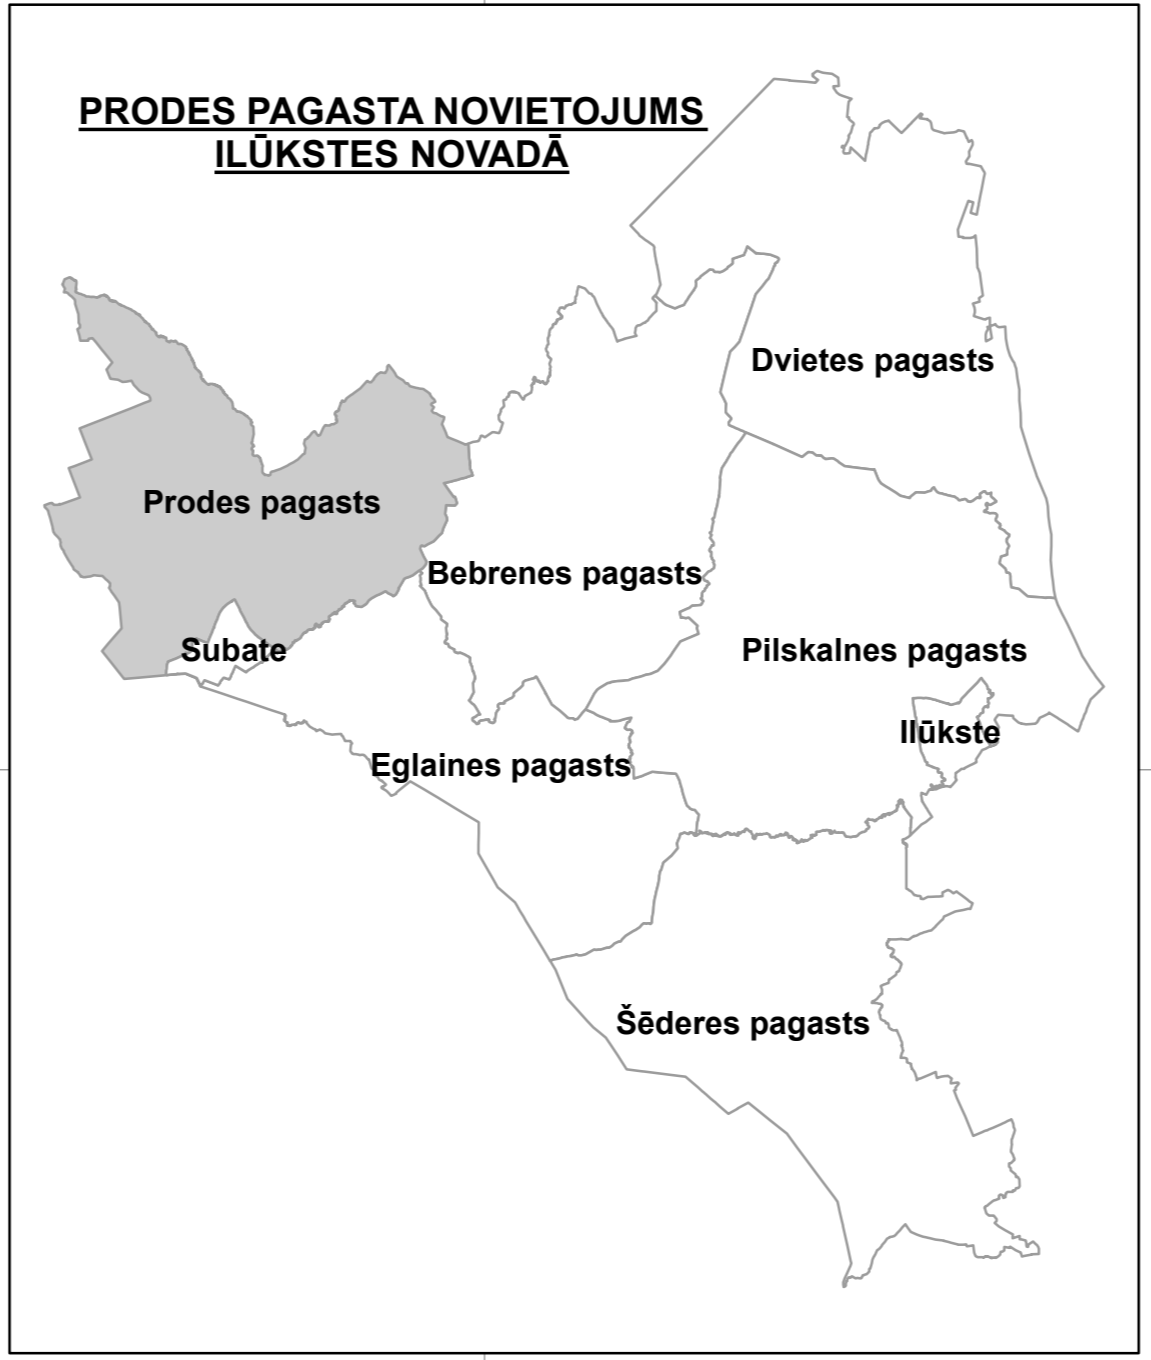 PRODES PAGASTA NOVIETOJUMS
ILŪKSTES NOVADĀ
Dvietes pagasts
Prodes pagasts
Bebrenes pagasts
Subate
Pilskalnes pagasts
Ilūkste
Eglaines pagasts
Šēderes pagasts